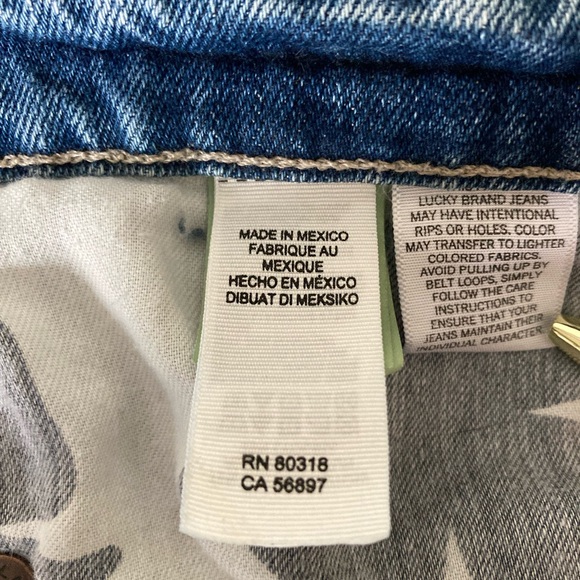 MADE IN MEXICO
FABRIQUE AU
MEXIQUE
HECHO EN MÉXICO
DIBUAT DI MEKSIKO
RN 80318
CA 56897
LUCKY BRAND JEANS
MAY HAVE INTENTIONAL
RIPS OR HOLES. COLOR
MAY TRANSFER TO LIGHTER
COLORED FABRICS.
AVOID PULLING UP BY
BELT LOOPS, SIMPLY
FOLLOW THE CARE
INSTRUCTIONS TO
ENSURE THAT YOUR
JEANS MAINTAIN THEIR
INDIVIDUAL CHARACTER.